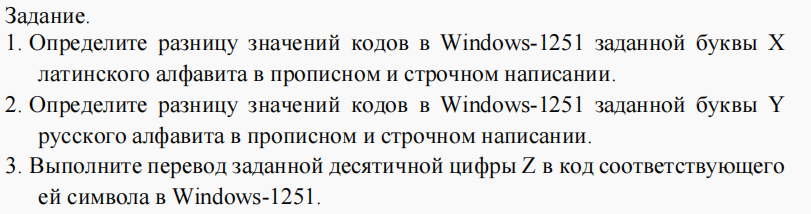 Задание.
1. Определите разницу значений кодов в Windows-1251 заданной буквы X
латинского алфавита в прописном и строчном написании.
2. Определите разницу значений кодов в Windows-1251 заданной буквы Y
русского алфавита в прописном и строчном написании.
3. Выполните перевод заданной десятичной цифры Z в код соответствующего
ей символа в Windows-1251.